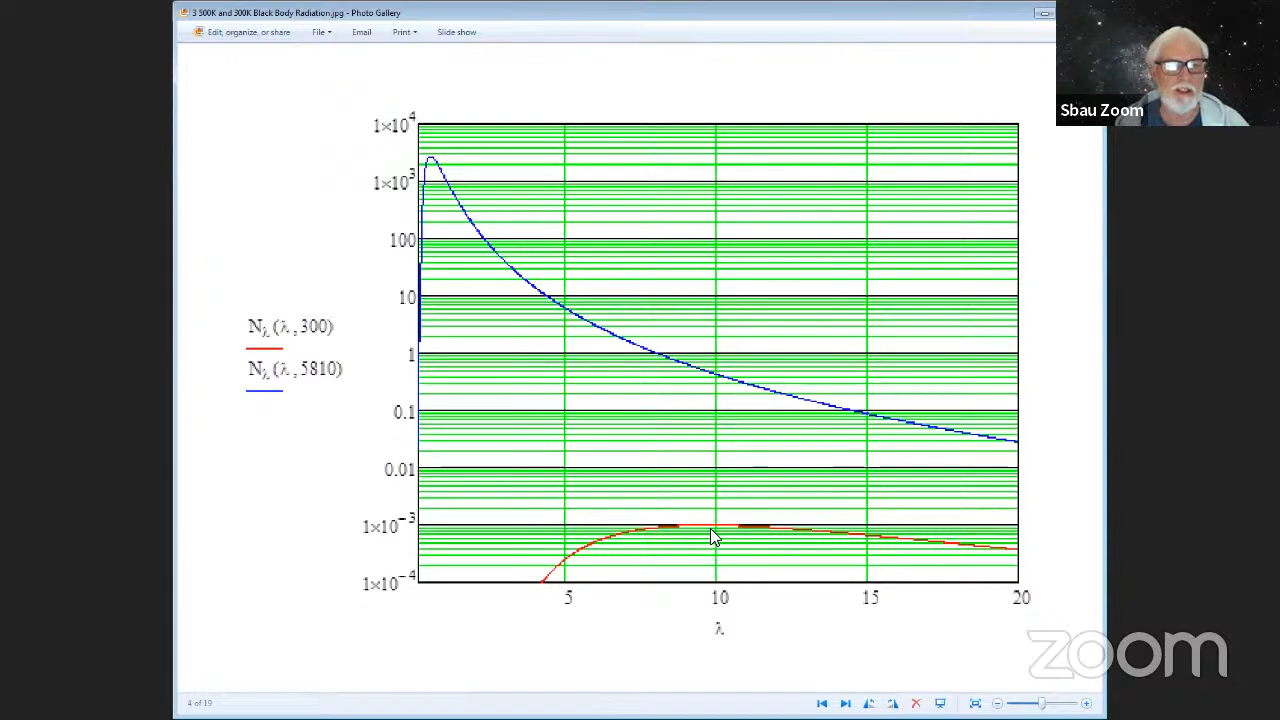 3 500K and 300K Black Body Radiation.jpg - Photo Gallery
Edit, organize, or share File Email Print Slide show
Sbau Zoom
1×10^4
1×10^3
100
10
N_λ(λ, 300)
N_λ(λ, 5810)
1
0.1
0.01
1×10^−3
1×10^−4
5 10 15 20
λ
zoom
4 of 19